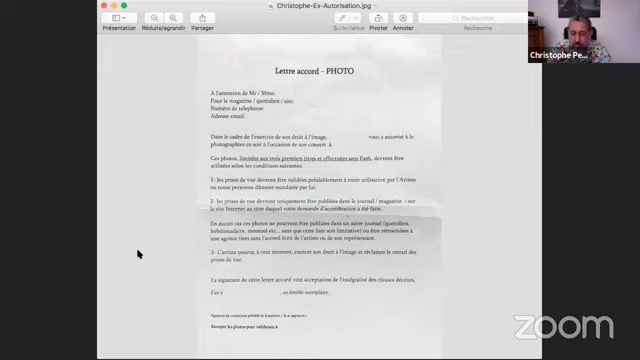 Christophe-Ex-Autorisation.jpg
Présentation
Réduire/agrandir
Partager
Surbrillance
Pivoter
Annoter
Rechercher
Recherche
Christophe Pe...
Lettre accord - PHOTO
A l'attention de Mr / Mme:
Pour le magazine / quotidien / site:
Numéro de telephone:
Adresse email:
Dans le cadre de l'exercice de son droit à l'image, vous a autorisé à
photographier ce soir à l'occasion de son concert à
Ces photos, limitées aux trois premiers titres et effectuées sans flash, devront être
utilisées selon les conditions suivantes:
1- les prises de vue devront être validées préalablement à toute utilisation par l'Artiste
ou toute personne dûment mandatée par lui.
2- les prises de vue devront uniquement être publiées dans le journal / magazine / sur
le site Internet au titre duquel votre demande d'accréditation a été faite.
En aucun cas ces photos ne pourront être publiées dans un autre journal (quotidien,
hebdomadaire, mensuel etc... sans que cette liste soit limitative) ou être rétrocédées à
une agence tiers sans l'accord écrit de l'artiste ou de son représentant.
3- L'artiste pourra, à tout moment, exercer son droit à l'image et réclamer le retrait des
prises de vue.
La signature de cette lettre accord vaut acceptation de l'intégralité des clauses décrites.
Fait à , en double exemplaire.
Signature du
Envoyer les photos pour validation à
zoom